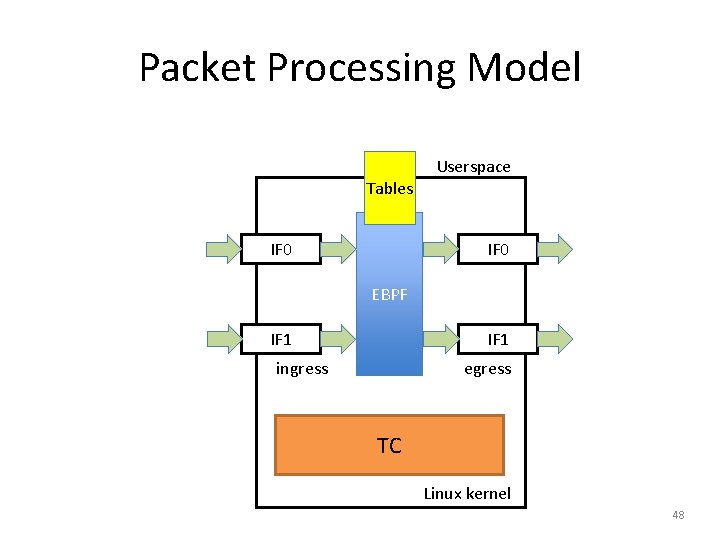 Packet Processing Model
Userspace
Tables
IF0
IF0
EBPF
IF1
IF1
ingress
egress
TC
Linux kernel
48